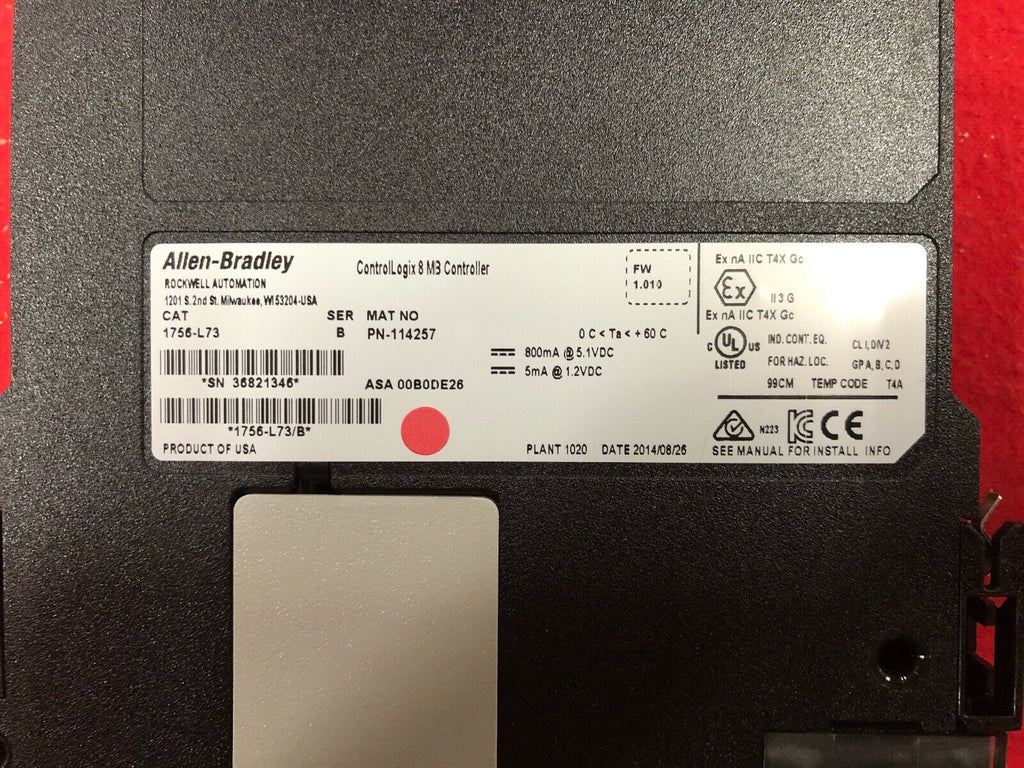 Allen-Bradley
ROCKWELL AUTOMATION
1201 S. 2nd St. Milwaukee, WI 53204-USA
ControlLogix 8 MB Controller
FW
1.010
CAT SER MAT NO
1756-L73 B PN-114257
0 C < Ta < + 60 C
800mA @ 5.1VDC
5mA @ 1.2VDC
*SN 36821346*
ASA 00B0DE26
*1756-L73/B*
PRODUCT OF USA
PLANT 1020 DATE 2014/08/26
Ex nA IIC T4X Gc
Ex II 3 G
Ex nA IIC T4X Gc
C UL US IND. CONT. EQ. CL I, DIV 2
LISTED FOR HAZ. LOC. GP A, B, C, D
99CM TEMP CODE T4A
N223 CE
SEE MANUAL FOR INSTALL INFO